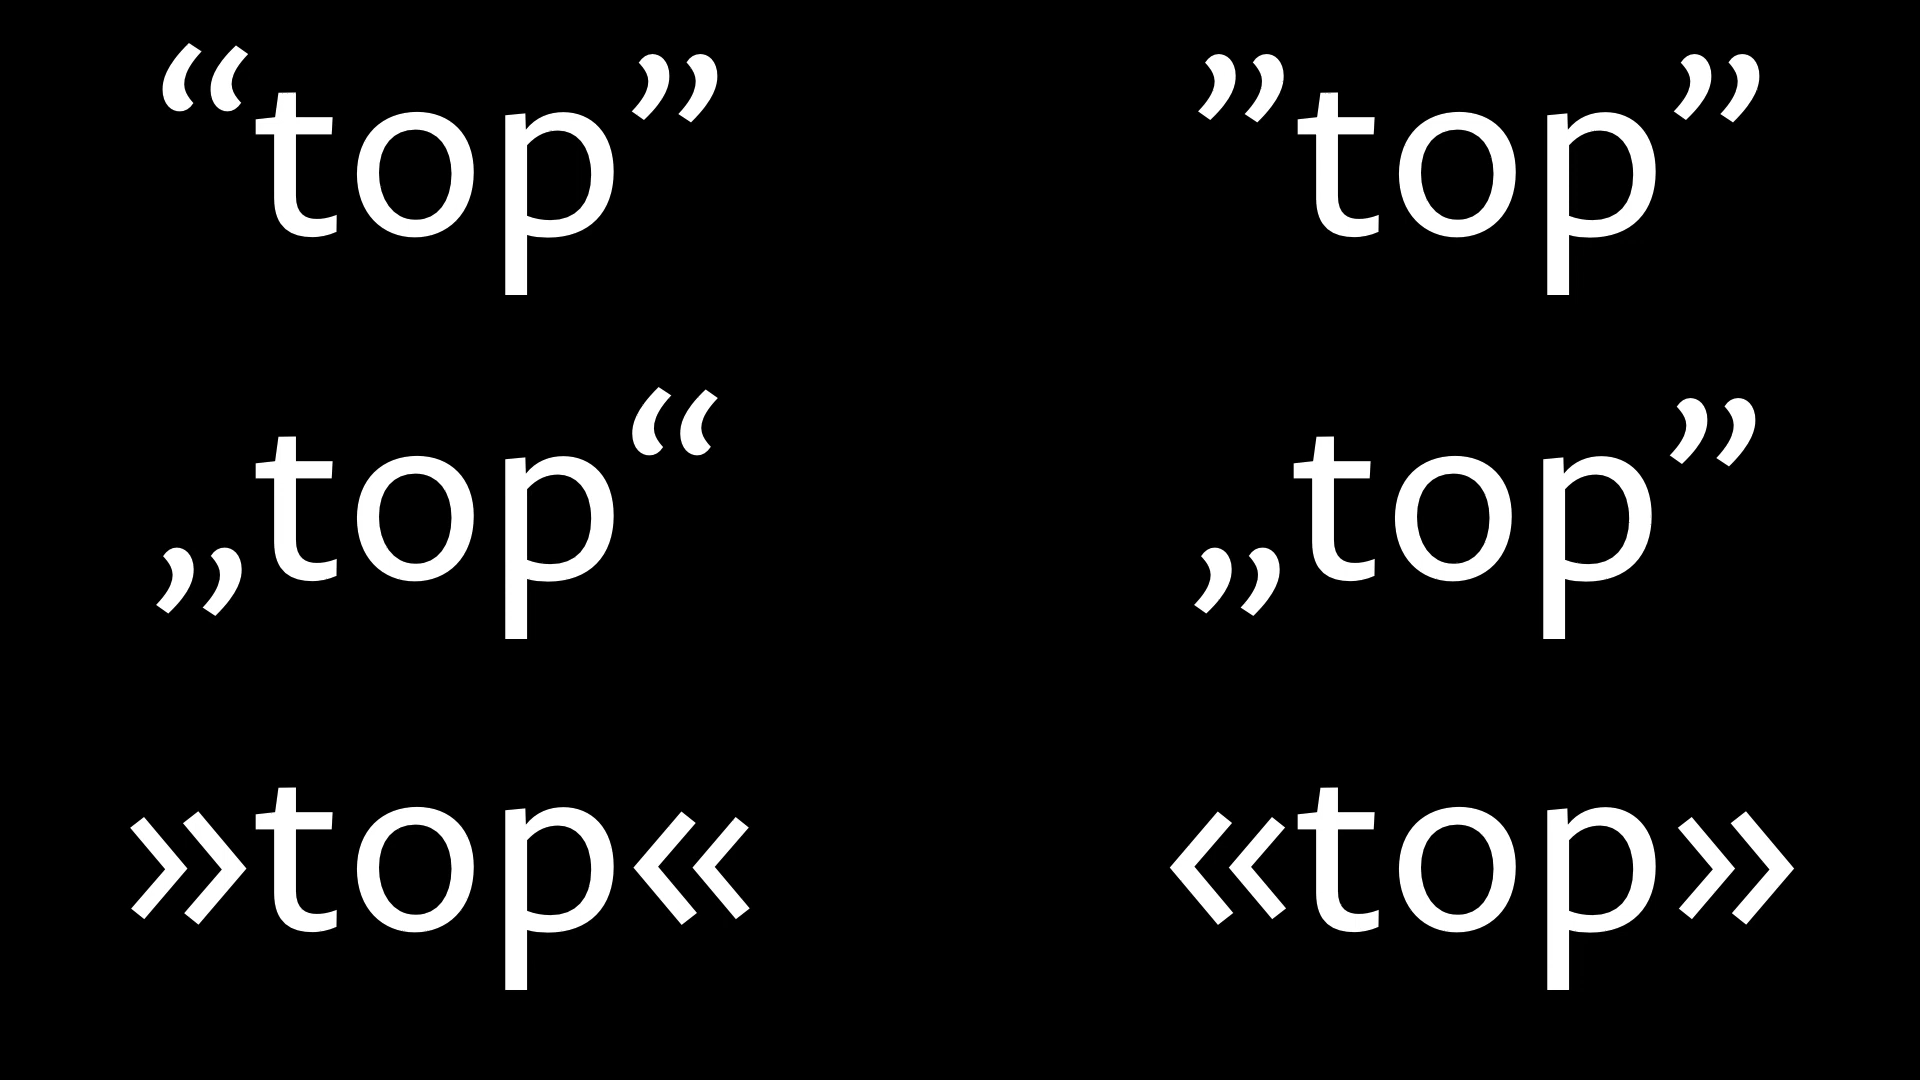 “top” ”top”
„top“ „top”
»top« «top»